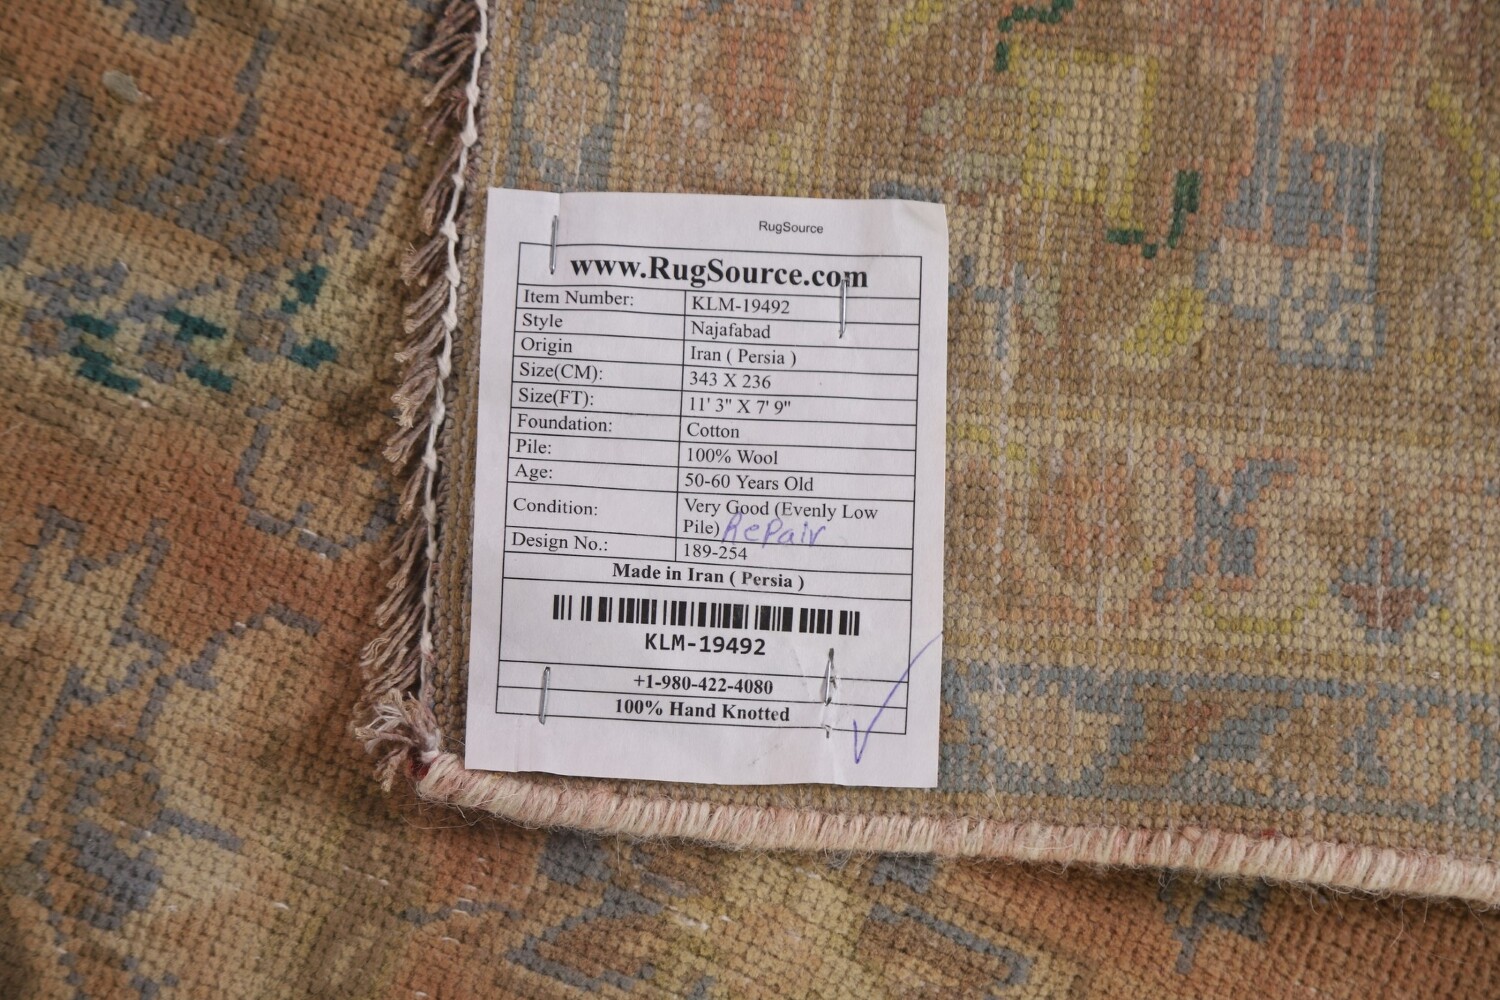 RugSource
www.RugSource.com
Item Number: KLM-19492
Style Najafabad
Origin Iran ( Persia )
Size(CM): 343 X 236
Size(FT): 11' 3" X 7' 9"
Foundation: Cotton
Pile: 100% Wool
Age: 50-60 Years Old
Condition: Very Good (Evenly Low
Pile) RePair
Design No.: 189-254
Made in Iran ( Persia )
KLM-19492
+1-980-422-4080
100% Hand Knotted